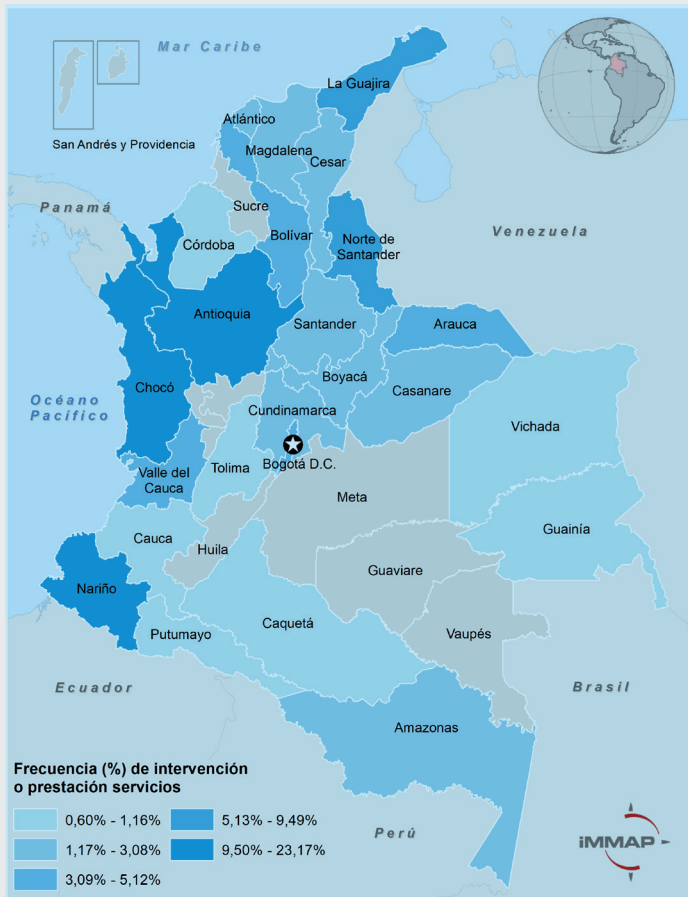 Mar Caribe
La Guajira
San Andrés y Providencia
Atlántico
Magdalena
Cesar
Panamá
Sucre
Córdoba
Bolívar
Norte de
Santander
Venezuela
Antioquia
Santander
Arauca
Chocó
Boyacá
Casanare
Océano
Pacífico
Cundinamarca
Vichada
Bogotá D.C.
Tolima
Valle del
Cauca
Meta
Guainía
Cauca
Huila
Guaviare
Nariño
Caquetá
Putumayo
Vaupés
Ecuador
Brasil
Amazonas
Frecuencia (%) de intervención
o prestación servicios
0,60% - 1,16%
5,13% - 9,49%
1,17% - 3,08%
9,50% - 23,17%
3,09% - 5,12%
Perú
iMMAP